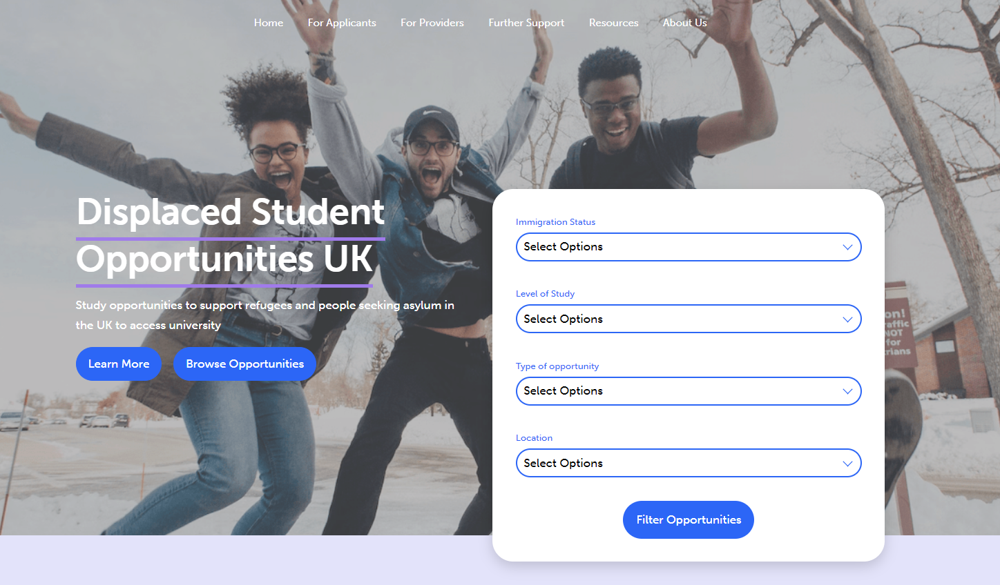 Home For Applicants For Providers Further Support Resources About Us
Displaced Student
Opportunities UK
Study opportunities to support refugees and people seeking asylum in
the UK to access university
Learn More Browse Opportunities
Immigration Status
Select Options
Level of Study
Select Options
Type of opportunity
Select Options
Location
Select Options
Filter Opportunities
on!
raffic
NOT
for
trians